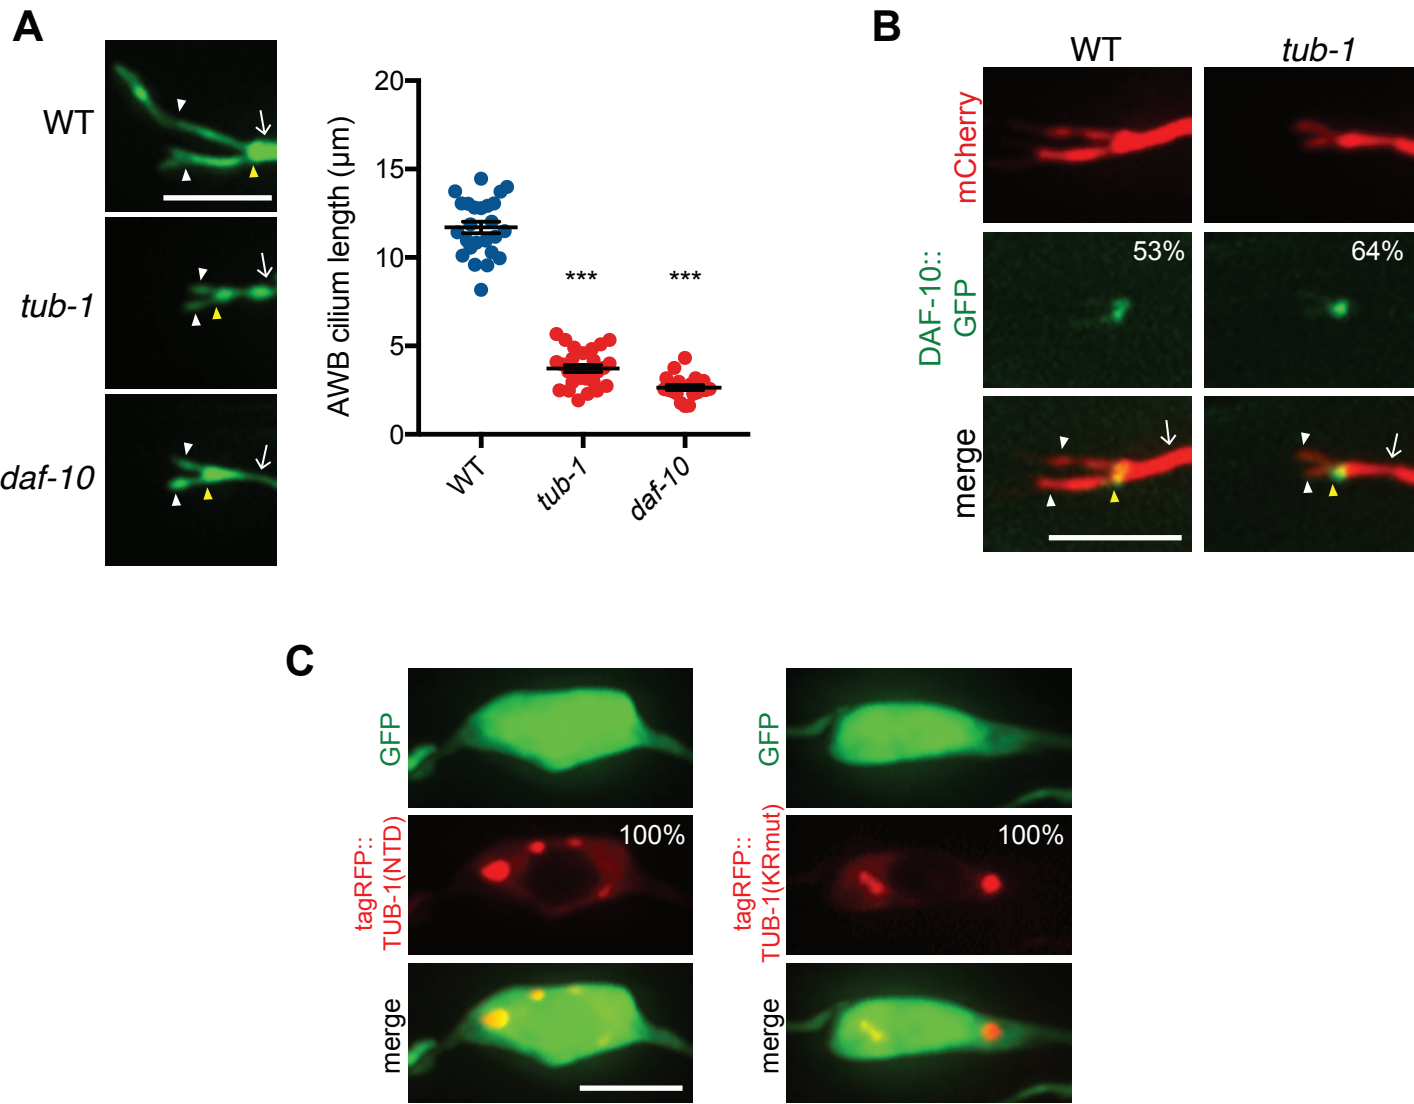 A
WT
tub-1
daf-10
AWB cilium length (µm)
20
15
10
5
0
***
***
WT
tub-1
daf-10
B
WT
tub-1
mCherry
DAF-10::
GFP
53%
64%
merge
C
GFP
tagRFP::
TUB-1(NTD)
100%
merge
GFP
tagRFP::
TUB-1(KRmut)
100%
merge